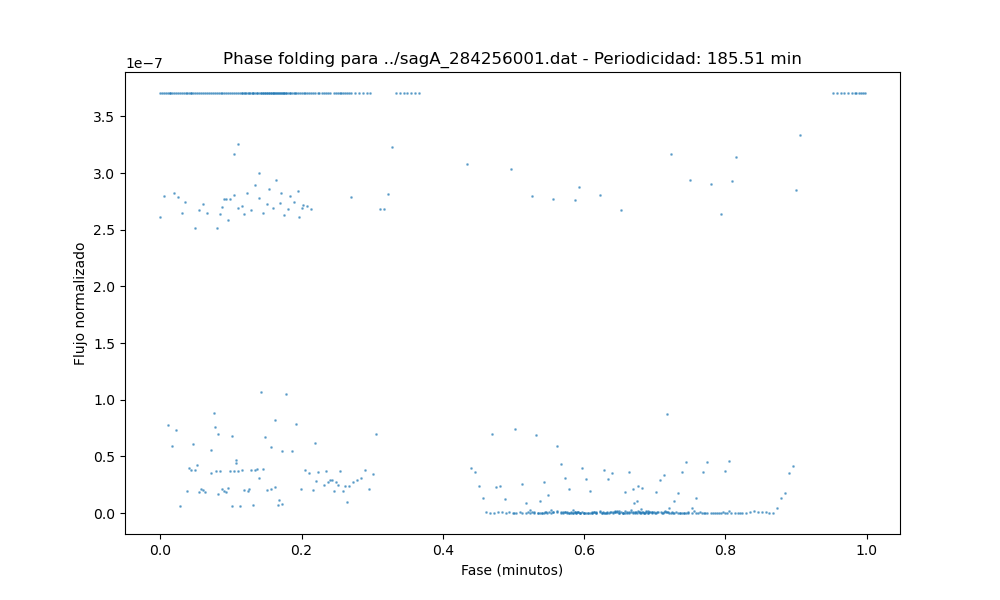 Phase folding para ../sagA_284256001.dat - Periodicidad: 185.51 min
1e−7
3.5
3.0
2.5
2.0
1.5
1.0
0.5
0.0
Flujo normalizado
0.0 0.2 0.4 0.6 0.8 1.0
Fase (minutos)